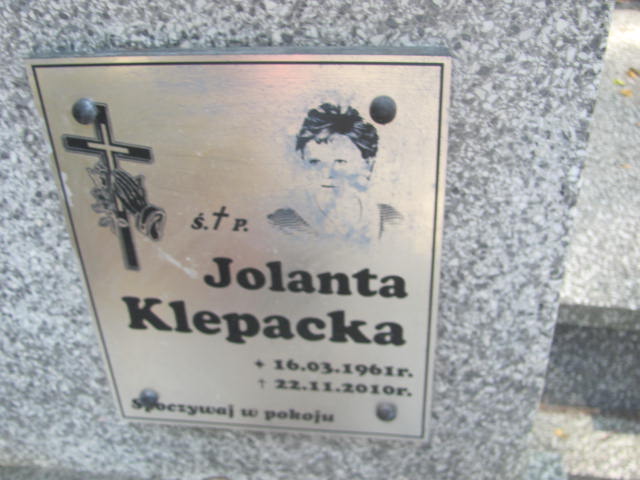 Ś. † P.
Jolanta
Klepacka
* 16.03.1961r.
† 22.11.2010r.
Spoczywaj w pokoju